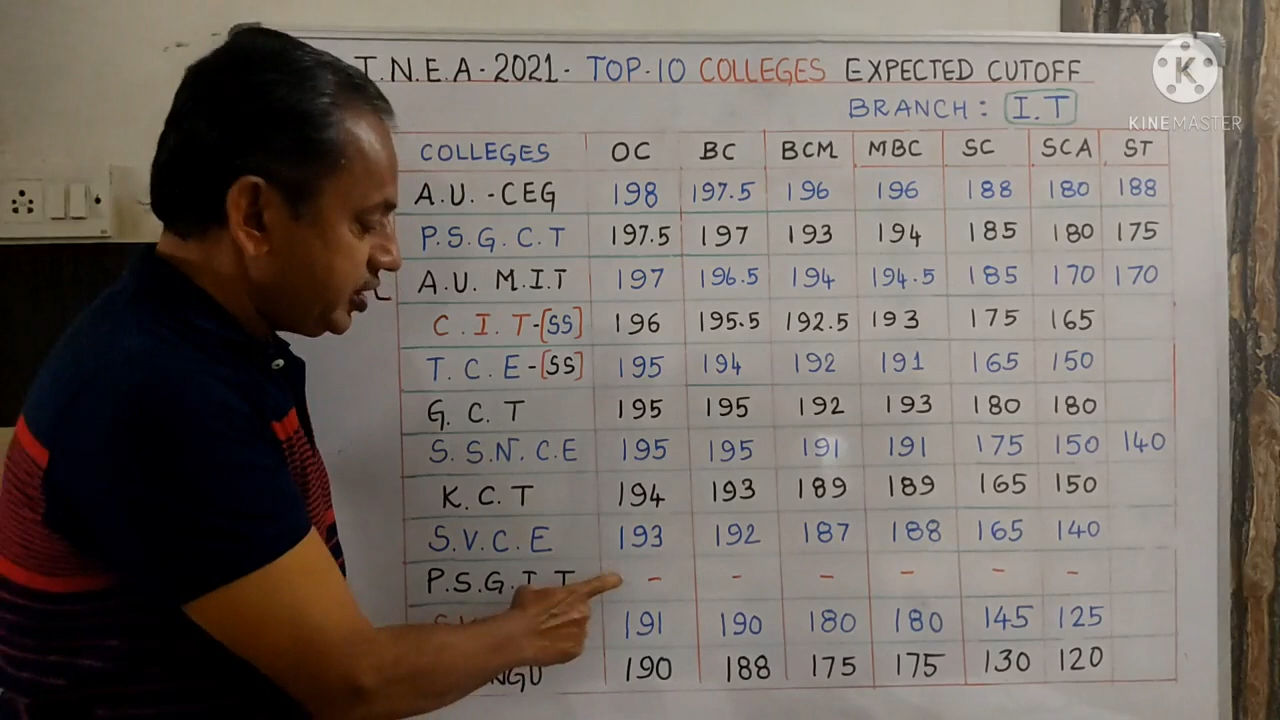 T.N.E.A-2021- TOP-10 COLLEGES EXPECTED CUTOFF
BRANCH: I.T
K
KINEMASTER
COLLEGES OC BC BCM MBC SC SCA ST
A.U.-CEG 198 197.5 196 196 188 180 188
P.S.G.C.T 197.5 197 193 194 185 180 175
A.U. M.I.T 197 196.5 194 194.5 185 170 170
C.I.T-[SS] 196 195.5 192.5 193 175 165
T.C.E-[SS] 195 194 192 191 165 150
G.C.T 195 195 192 193 180 180
S.S.N.C.E 195 195 191 191 175 150 140
K.C.T 194 193 189 189 165 150
S.V.C.E 193 192 187 188 165 140
P.S.G.I.T - - - - - -
191 190 180 180 145 125
190 188 175 175 130 120